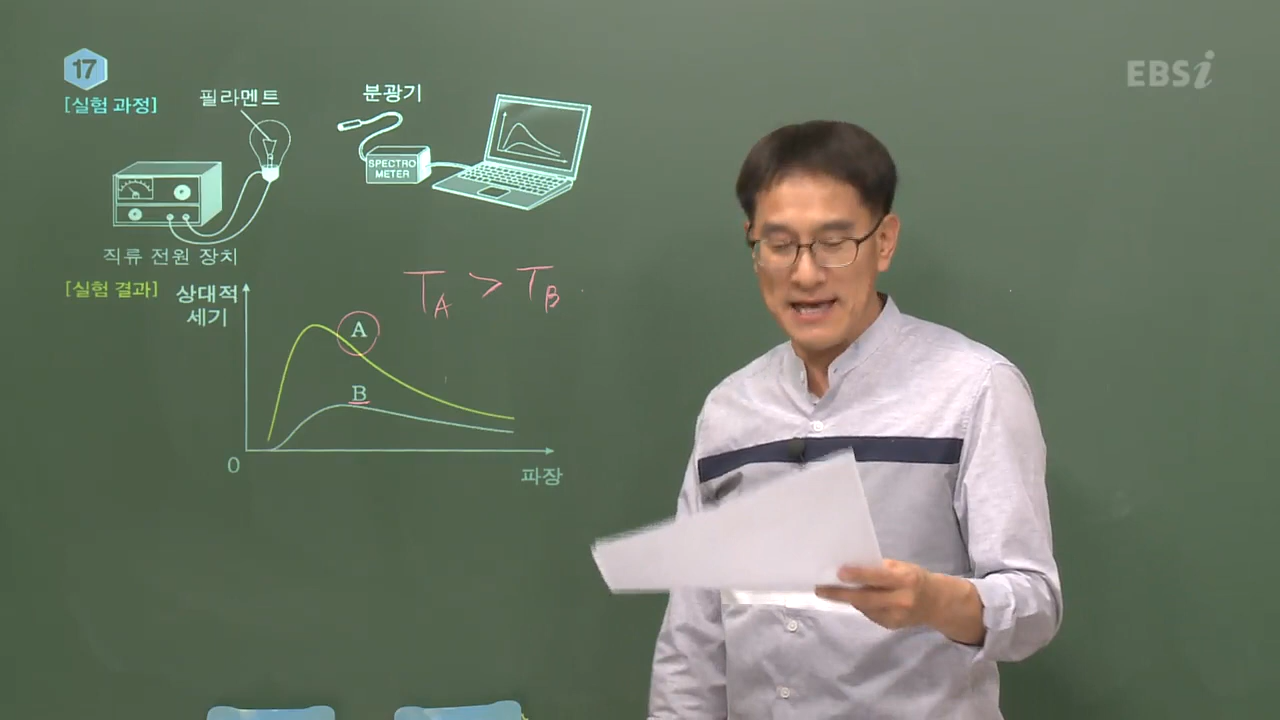 17
EBSi
[실험 과정]
필라멘트
분광기
SPECTRO
METER
직류 전원 장치
[실험 결과]
상대적
세기
T_A > T_B
A
B
0
파장